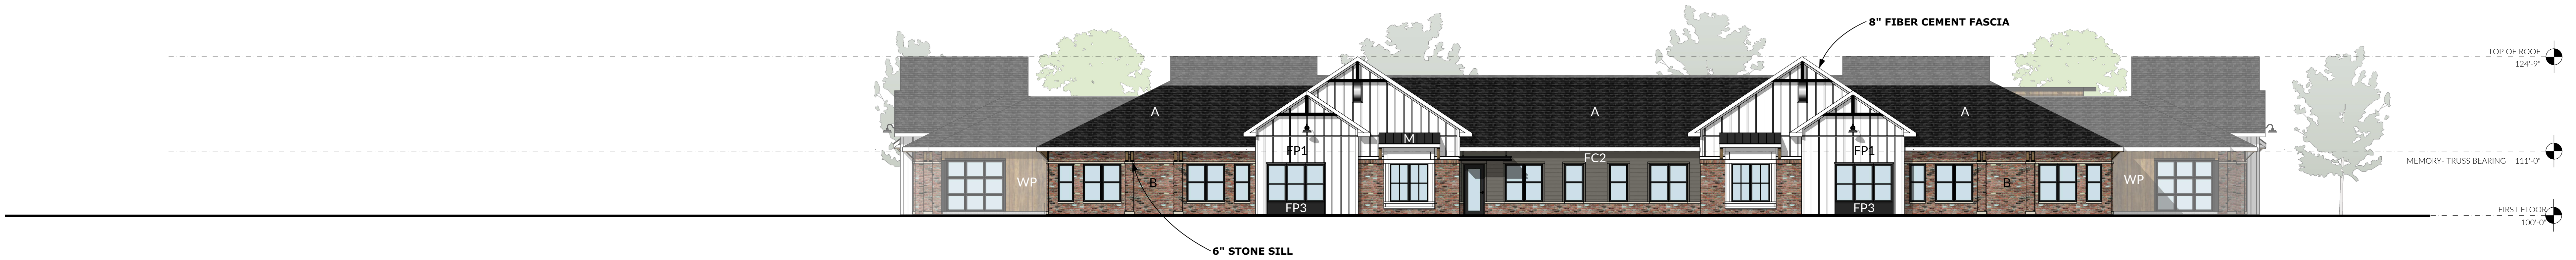 8" FIBER CEMENT FASCIA
TOP OF ROOF
124'-9"
A
A
A
M
FP1
FP1
FC2
MEMORY- TRUSS BEARING 111'-0"
WP
B
B
WP
FP3
FP3
FIRST FLOOR
100'-0"
6" STONE SILL